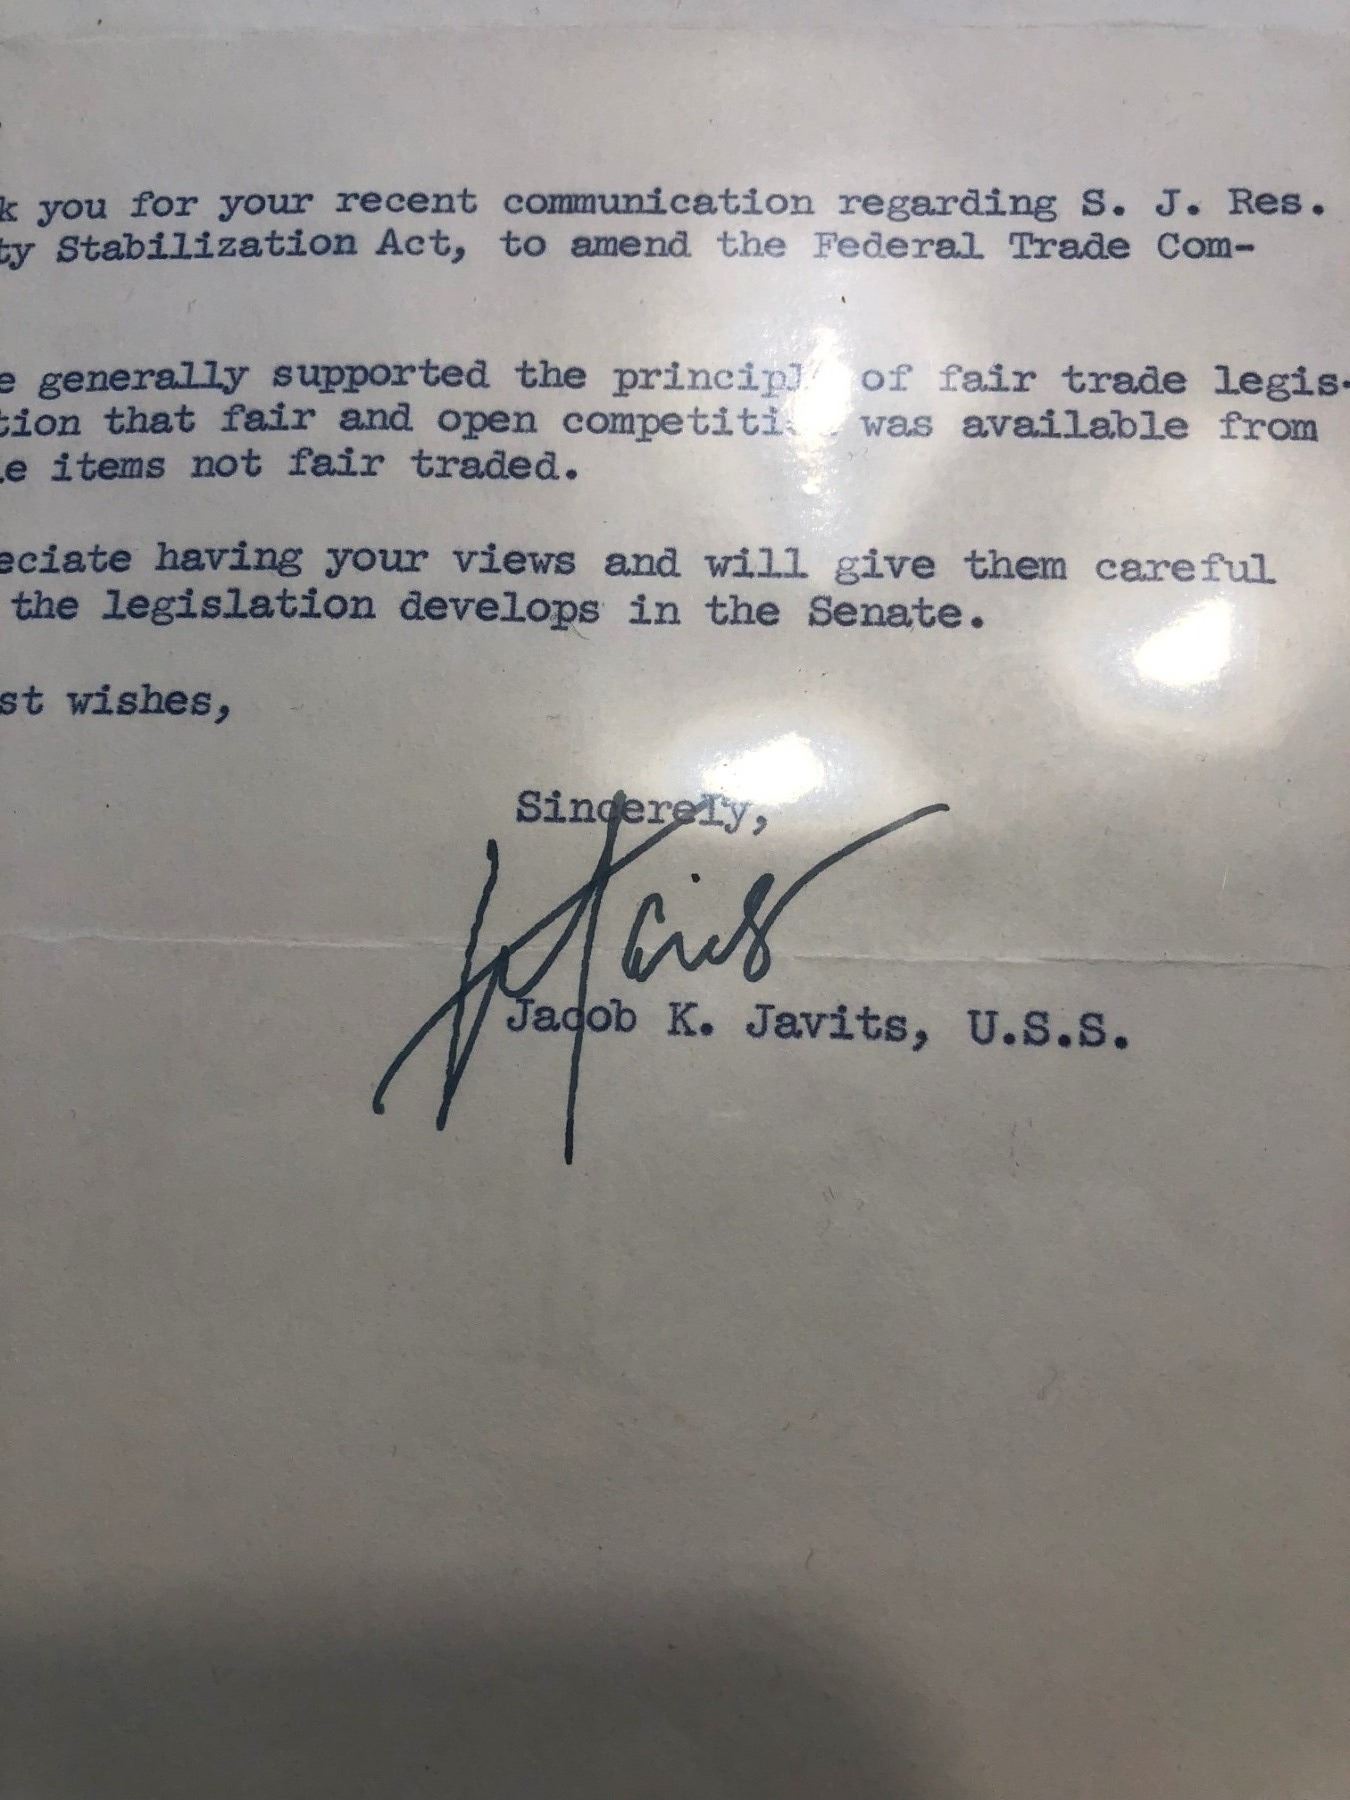 k you for your recent communication regarding S. J. Res.
ty Stabilization Act, to amend the Federal Trade Com-
e generally supported the of fair trade legis-
tion that fair and open was available from
e items not fair traded.
eciate having your views and will give them careful
the legislation develops in the Senate.
st wishes,
Sincerely,
Jacob K. Javits, U.S.S.